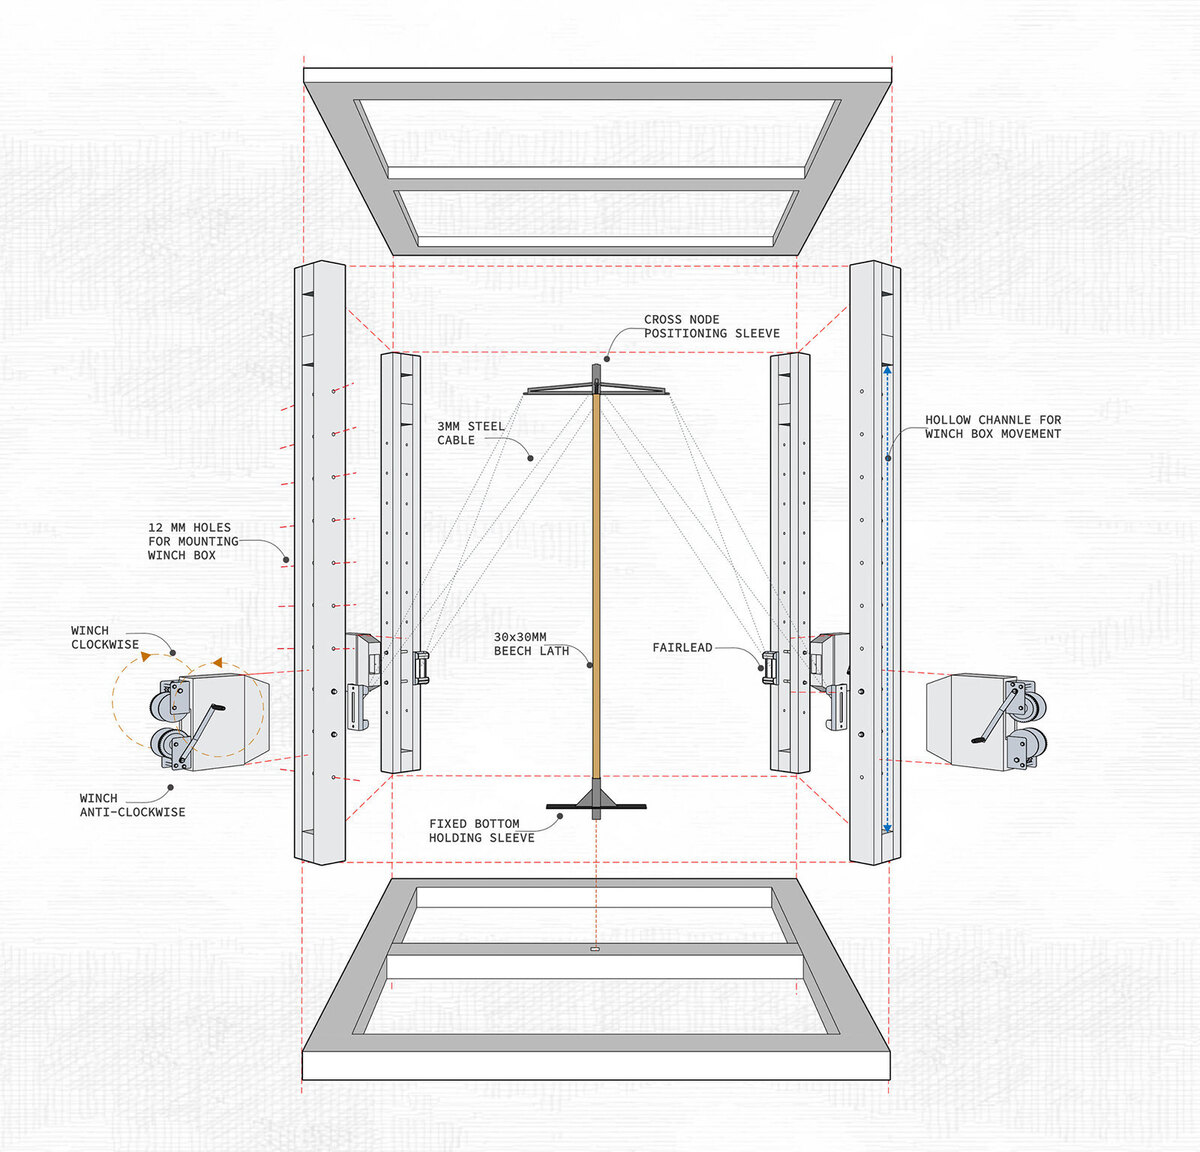 CROSS NODE
POSITIONING SLEEVE
3MM STEEL
CABLE
HOLLOW CHANNLE FOR
WINCH BOX MOVEMENT
12 MM HOLES
FOR MOUNTING
WINCH BOX
WINCH
CLOCKWISE
30x30MM
BEECH LATH
FAIRLEAD
WINCH
ANTI-CLOCKWISE
FIXED BOTTOM
HOLDING SLEEVE